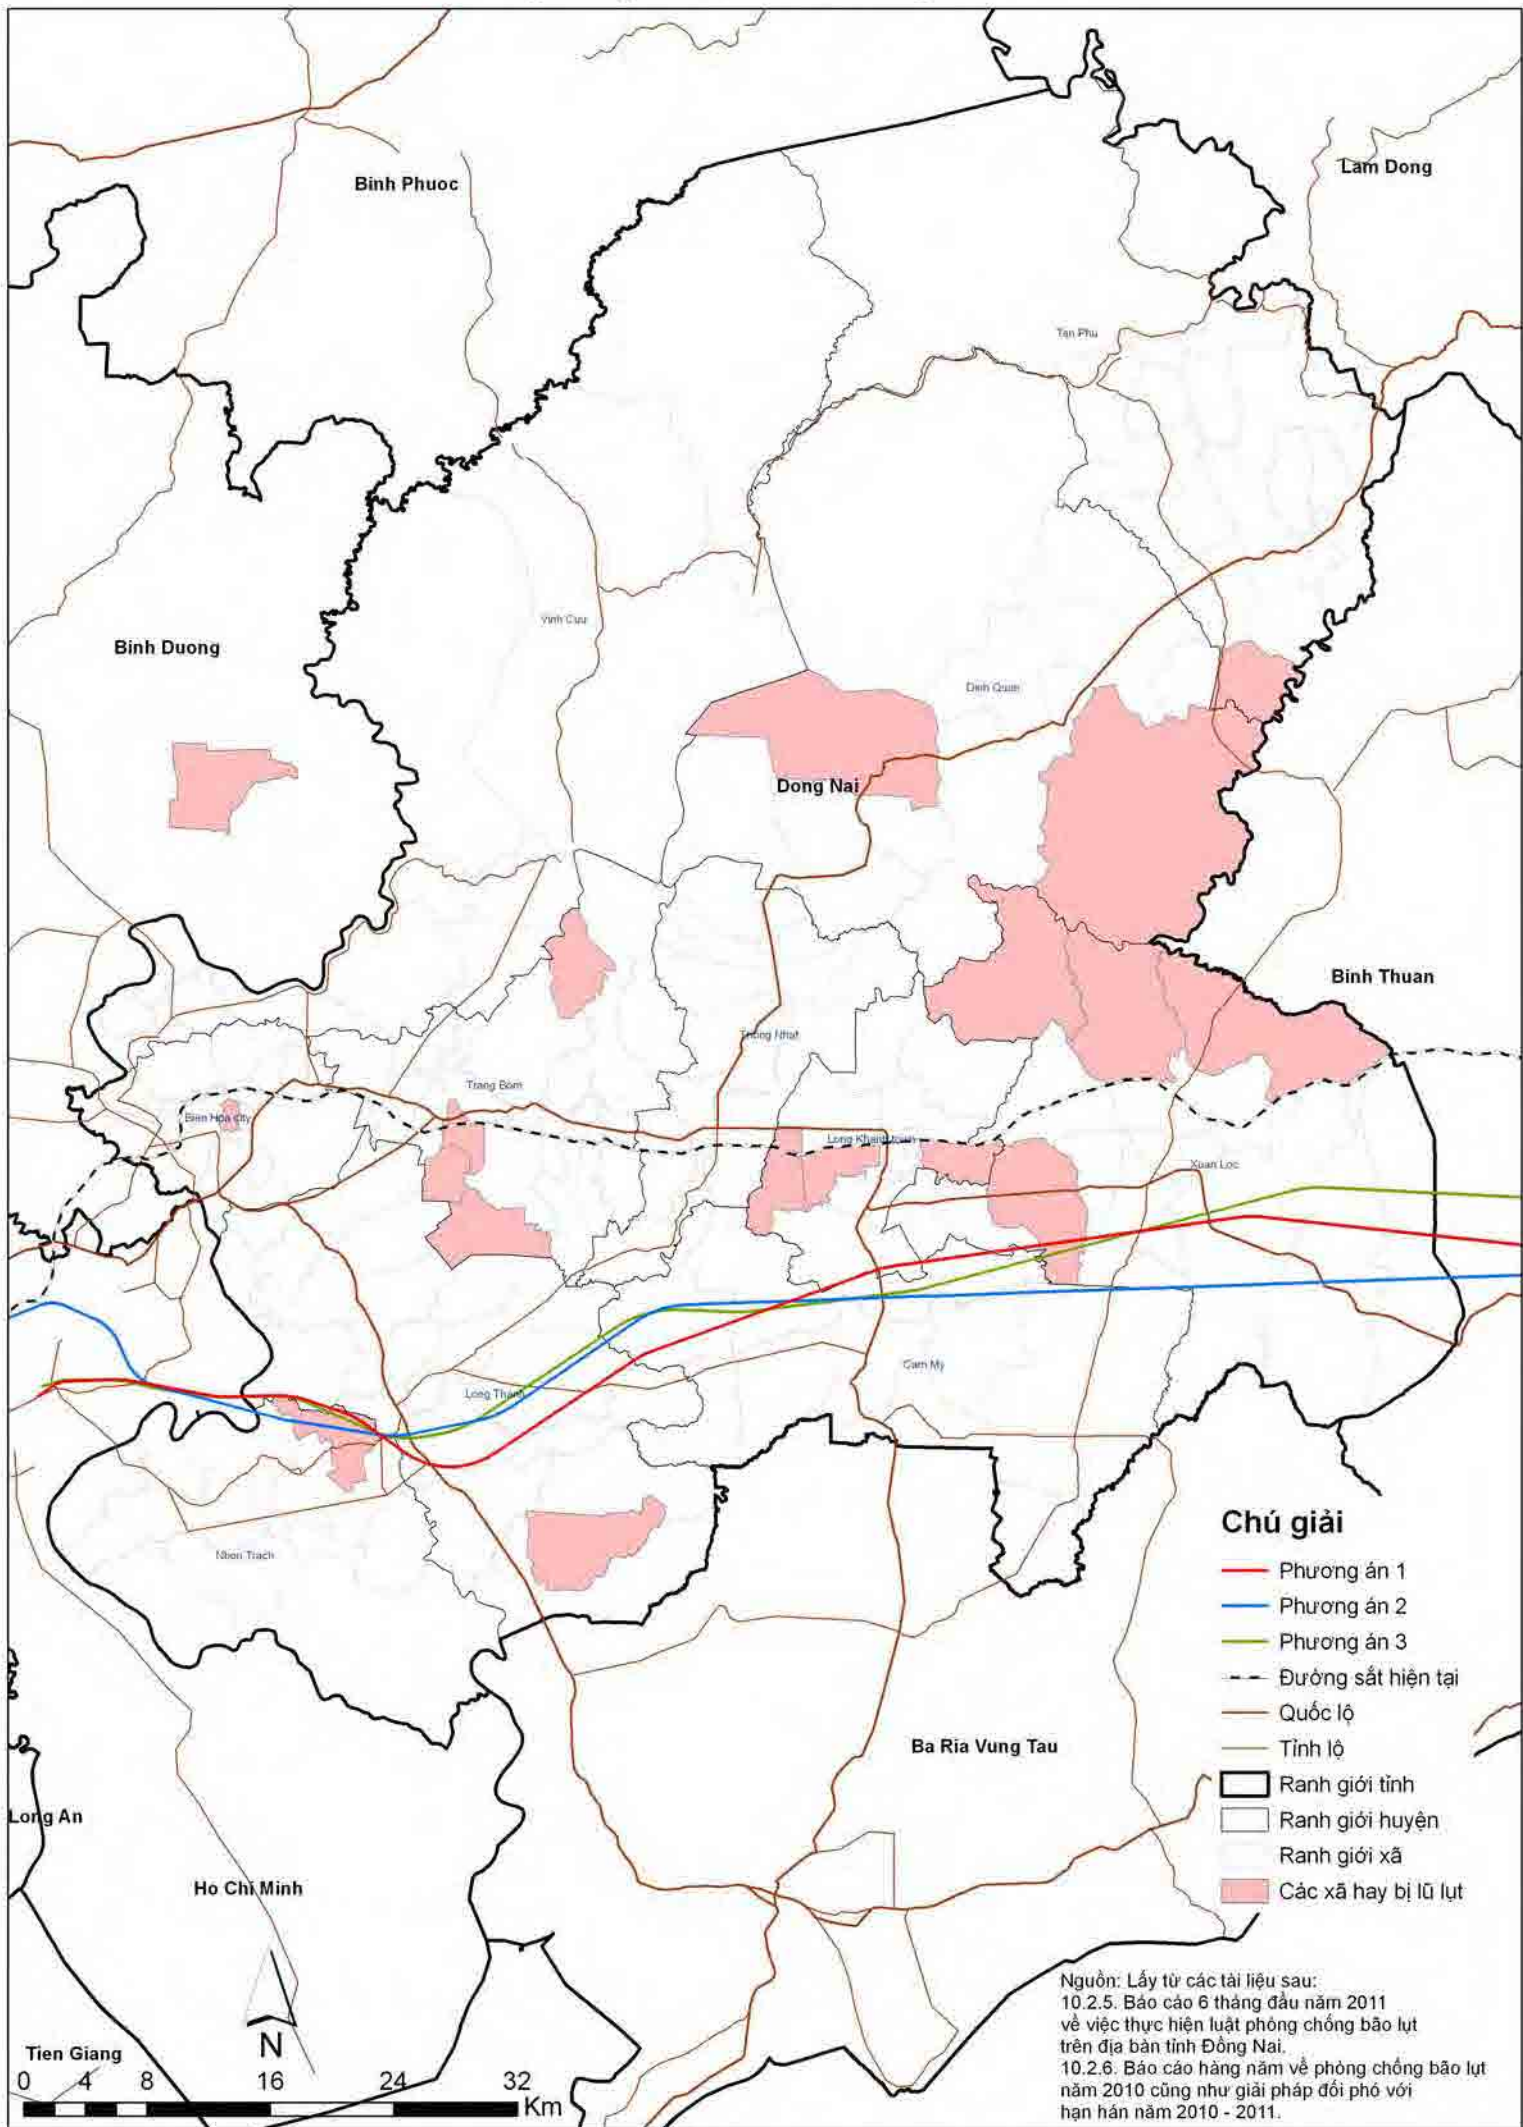 Binh Phuoc
Lam Dong
Tan Phu
Vinh Cuu
Binh Duong
Dinh Quan
Dong Nai
Binh Thuan
Thong Nhat
Trang Bom
Bien Hoa city
Long Khanh town
Xuan Loc
Cam My
Long Thanh
Nhon Trach
Chú giải
Phương án 1
Phương án 2
Phương án 3
Đường sắt hiện tại
Quốc lộ
Tỉnh lộ
Ranh giới tỉnh
Ranh giới huyện
Ranh giới xã
Các xã hay bị lũ lụt
Ba Ria Vung Tau
Long An
Ho Chi Minh
Tien Giang
N
0 4 8 16 24 32
Km
Nguồn: Lấy từ các tài liệu sau:
10.2.5. Báo cáo 6 tháng đầu năm 2011
về việc thực hiện luật phòng chống bão lụt
trên địa bàn tỉnh Đồng Nai.
10.2.6. Báo cáo hàng năm về phòng chống bão lụt
năm 2010 cũng như giải pháp đối phó với
hạn hán năm 2010 - 2011.